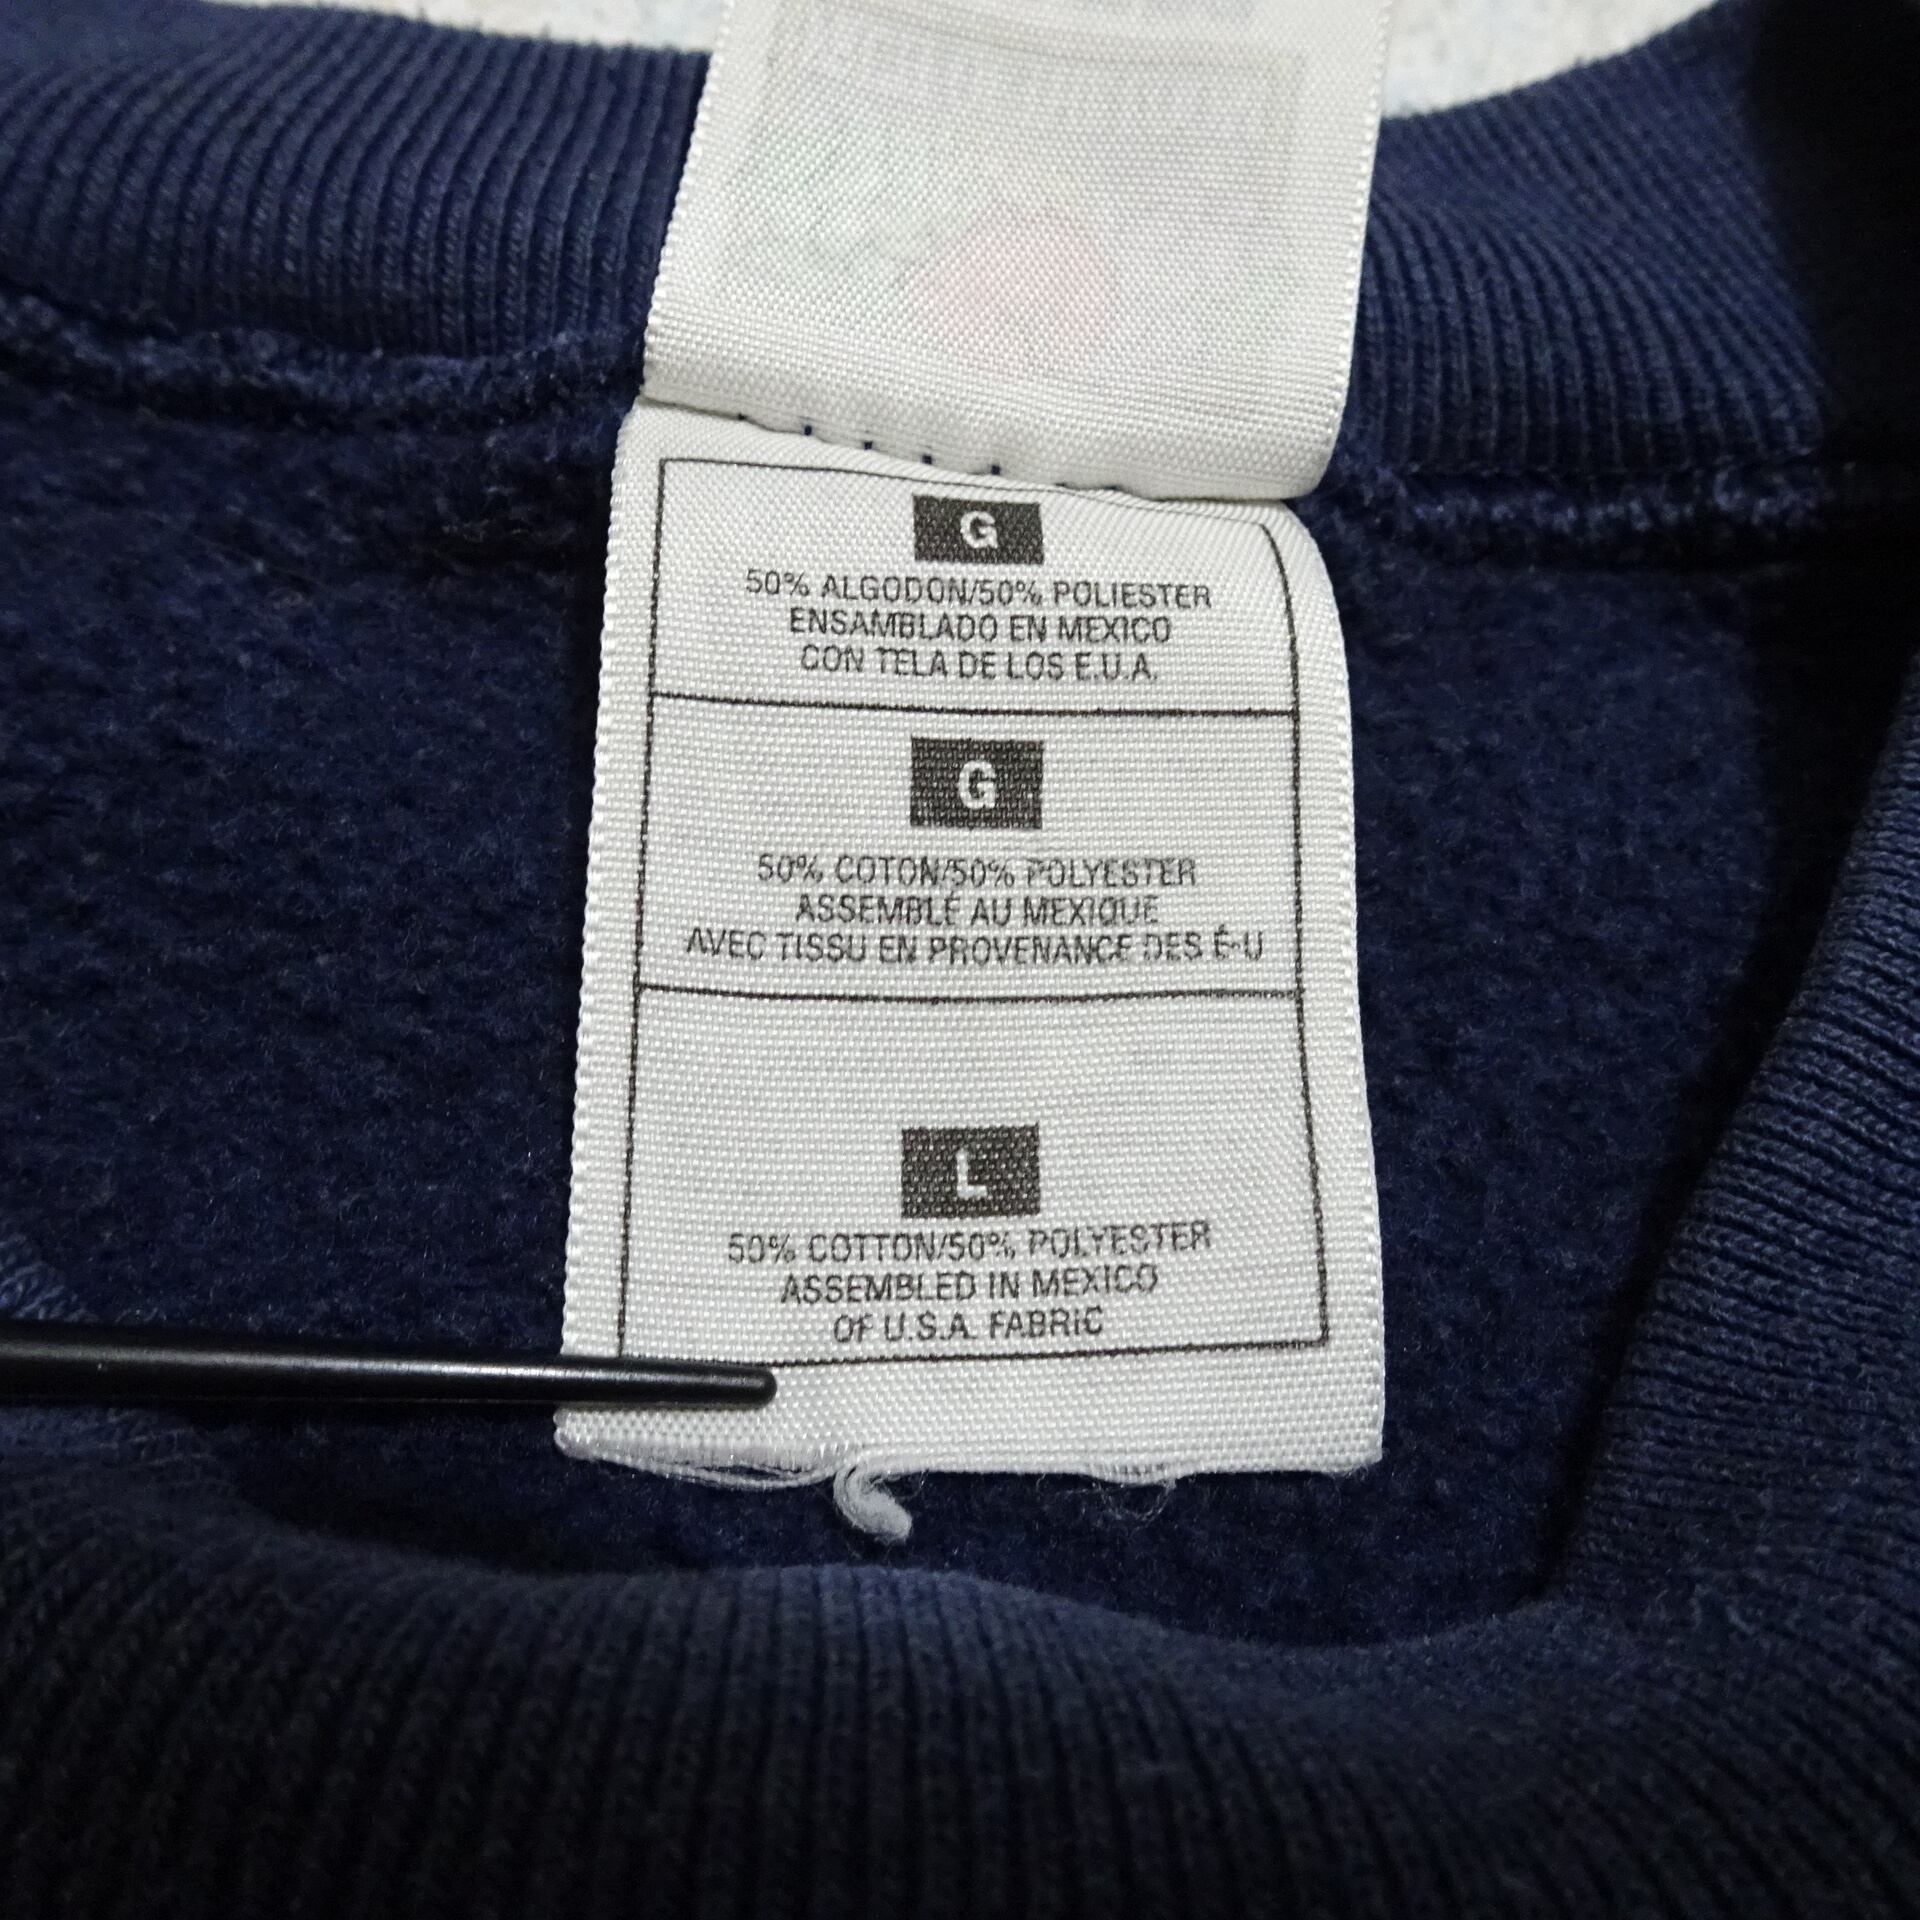 G
50% ALGODON/50% POLIESTER
ENSAMBLADO EN MEXICO
CON TELA DE LOS E.U.A.
G
50% COTON/50% POLYESTER
ASSEMBLÉ AU MEXIQUE
AVEC TISSU EN PROVENANCE DES É-U
L
50% COTTON/50% POLYESTER
ASSEMBLED IN MEXICO
OF U.S.A. FABRIC